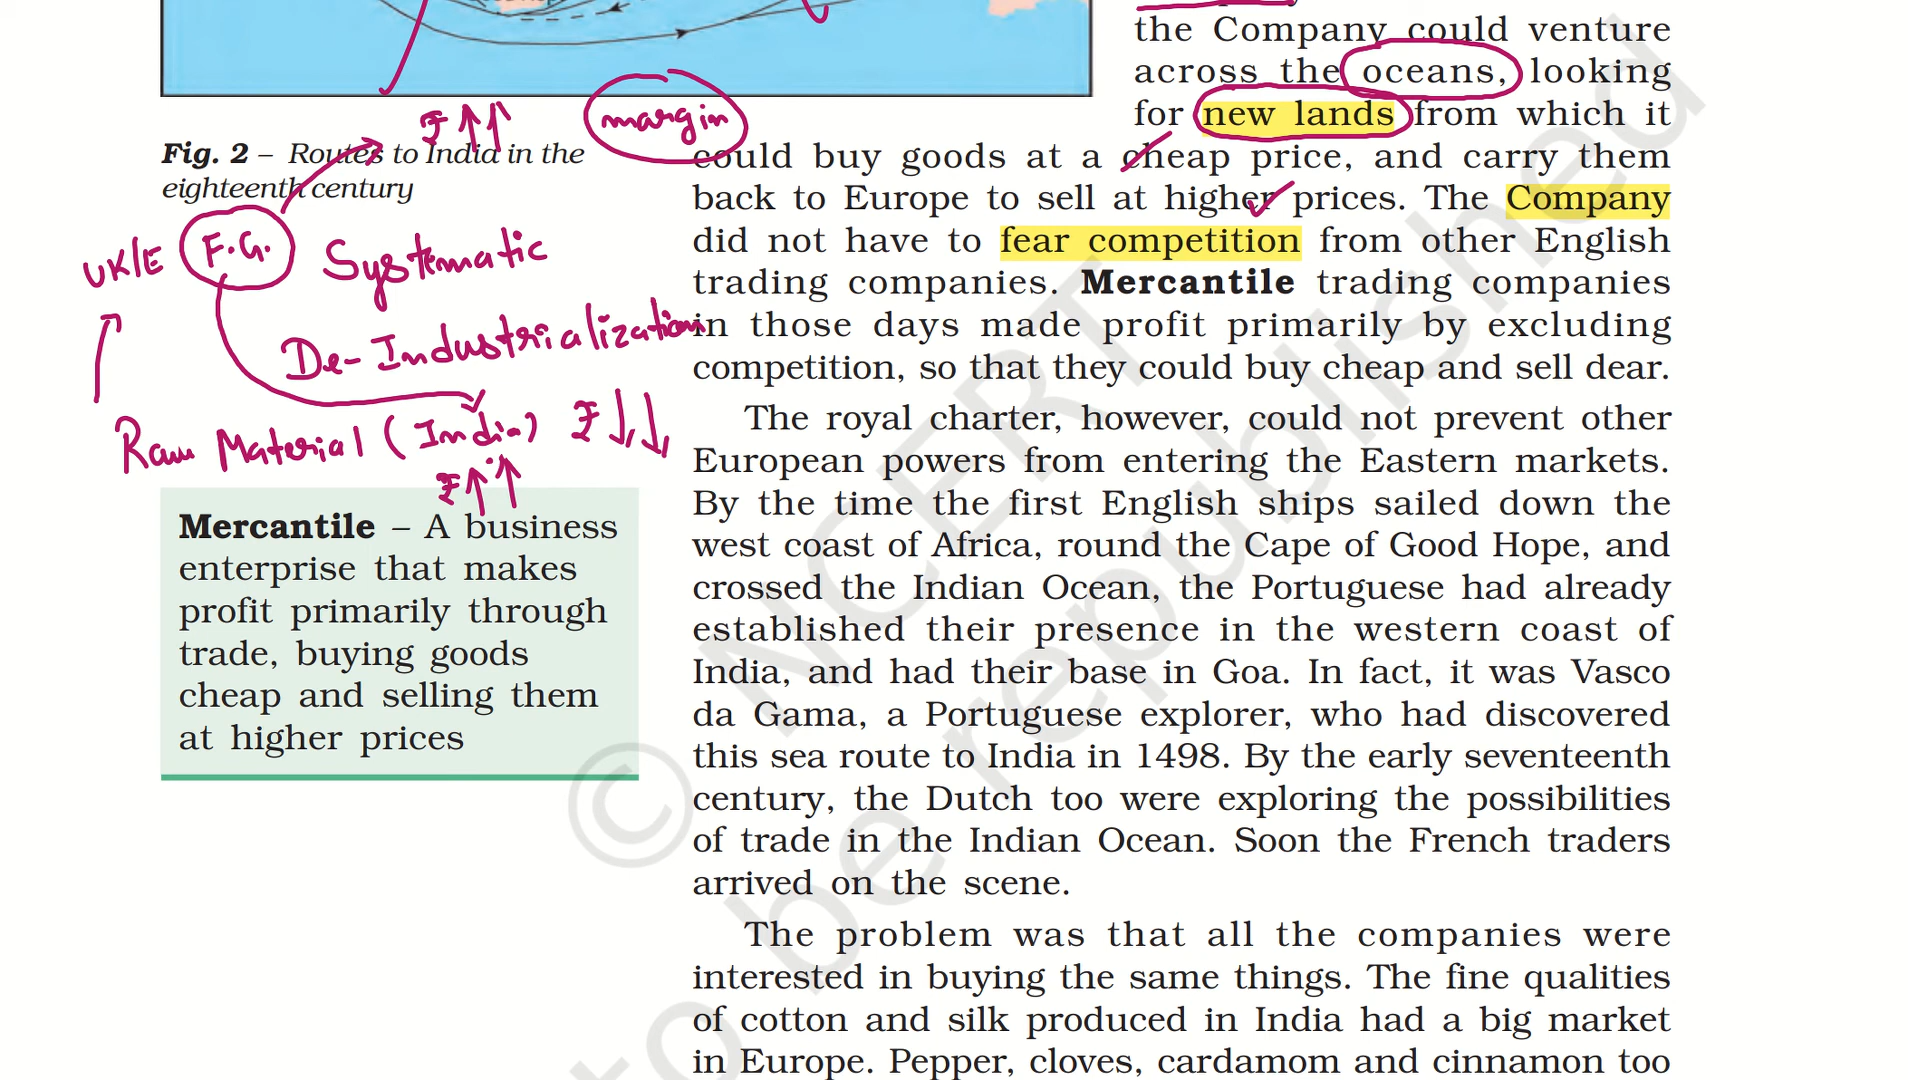 the Company could venture
across the oceans, looking
for new lands from which it
could buy goods at a cheap price, and carry them
back to Europe to sell at higher prices. The Company
did not have to fear competition from other English
trading companies. Mercantile trading companies
in those days made profit primarily by excluding
competition, so that they could buy cheap and sell dear.
The royal charter, however, could not prevent other
European powers from entering the Eastern markets.
By the time the first English ships sailed down the
west coast of Africa, round the Cape of Good Hope, and
crossed the Indian Ocean, the Portuguese had already
established their presence in the western coast of
India, and had their base in Goa. In fact, it was Vasco
da Gama, a Portuguese explorer, who had discovered
this sea route to India in 1498. By the early seventeenth
century, the Dutch too were exploring the possibilities
of trade in the Indian Ocean. Soon the French traders
arrived on the scene.
The problem was that all the companies were
interested in buying the same things. The fine qualities
of cotton and silk produced in India had a big market
in Europe. Pepper, cloves, cardamom and cinnamon too
₹ ↑↑ margin
Fig. 2 – Routes to India in the
eighteenth century
UK/E F.G. Systematic
De-Industrialization
Raw Material (India) ₹ ↓↓
₹ ↑↑
Mercantile – A business
enterprise that makes
profit primarily through
trade, buying goods
cheap and selling them
at higher prices
© NCERT
to be republished